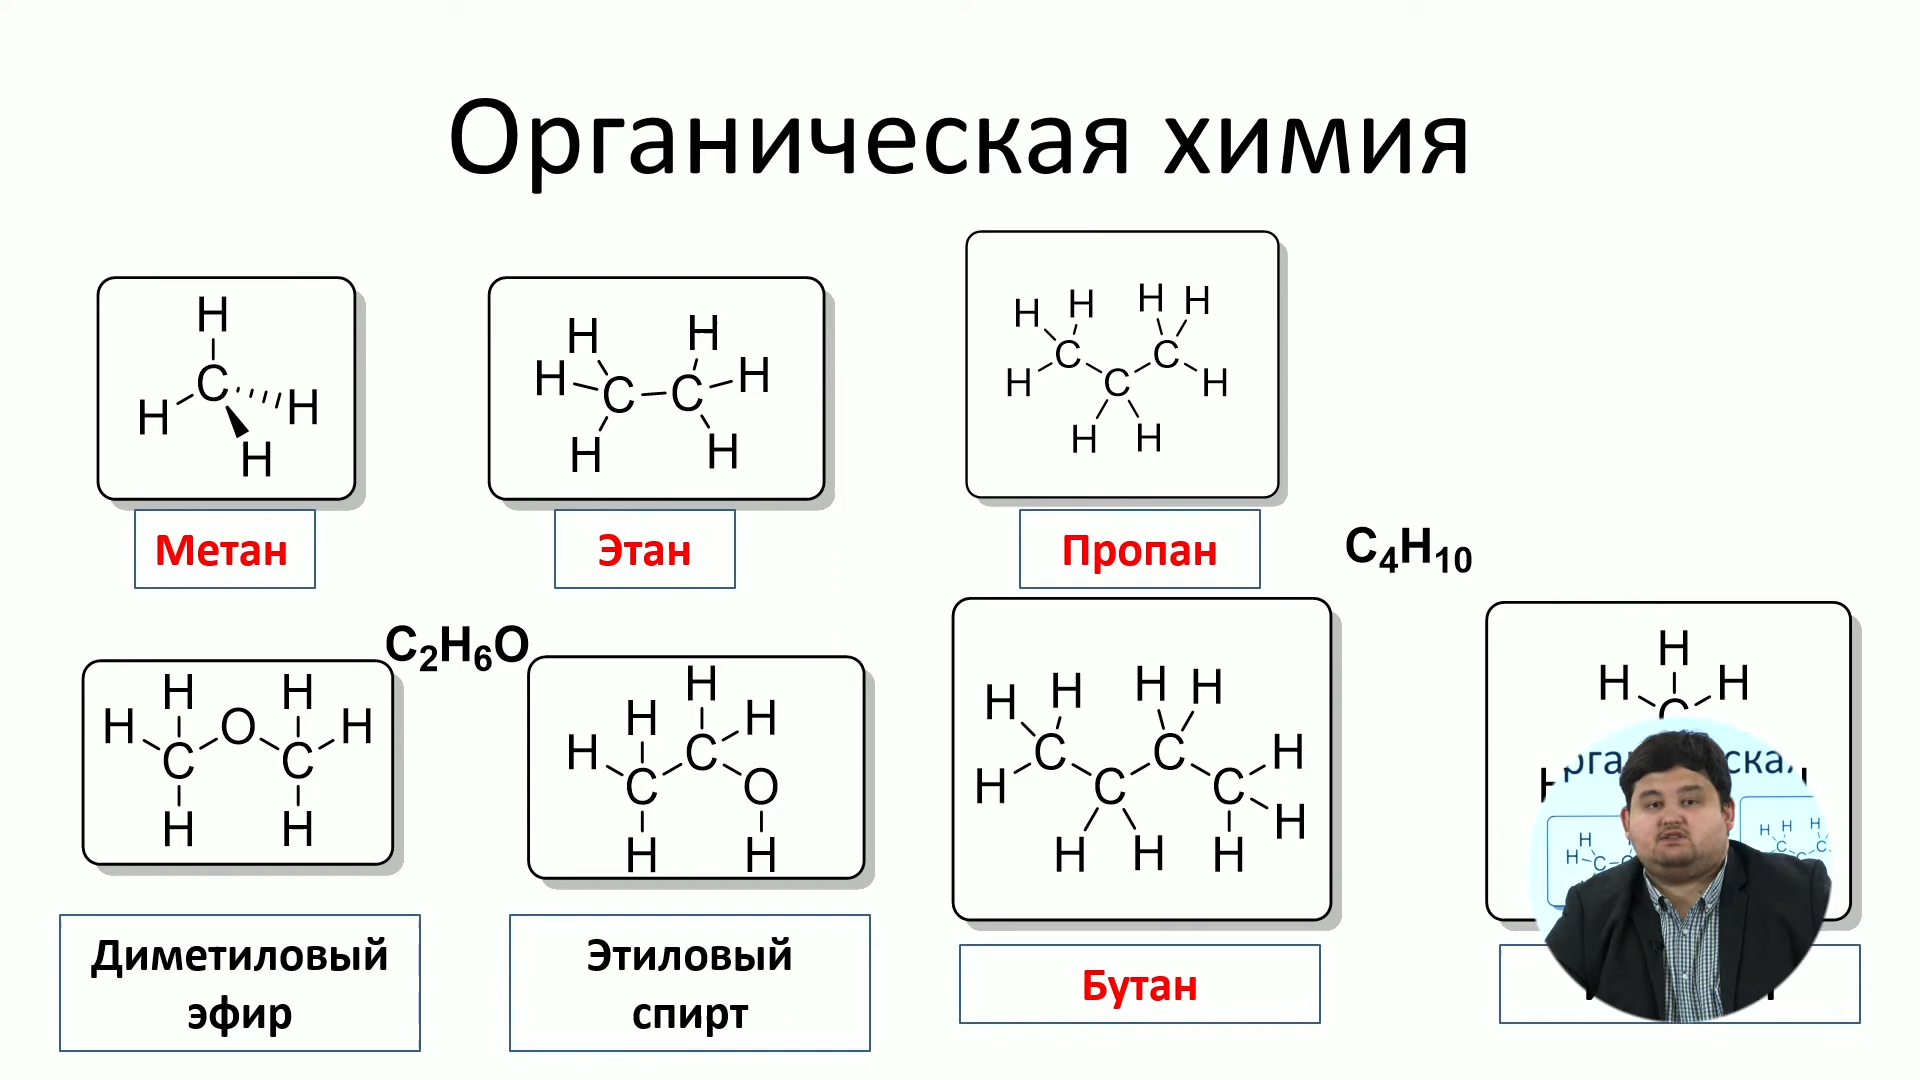 Органическая химия
H
C
H
H
H
Метан
H
H
H
H
C
C
H
H
Этан
H
H
H
H
C
C
H
C
H
H
H
Пропан
C₄H₁₀
C₂H₆O
H
H
H
O
H
C
C
H
H
Диметиловый
эфир
H
H
H
H
C
C
O
H
H
Этиловый
спирт
H
H
H
H
C
C
H
H
C
C
H
H
H
H
Бутан
H
H
H
C
H
H
H
H
H
C
H
H
C
C